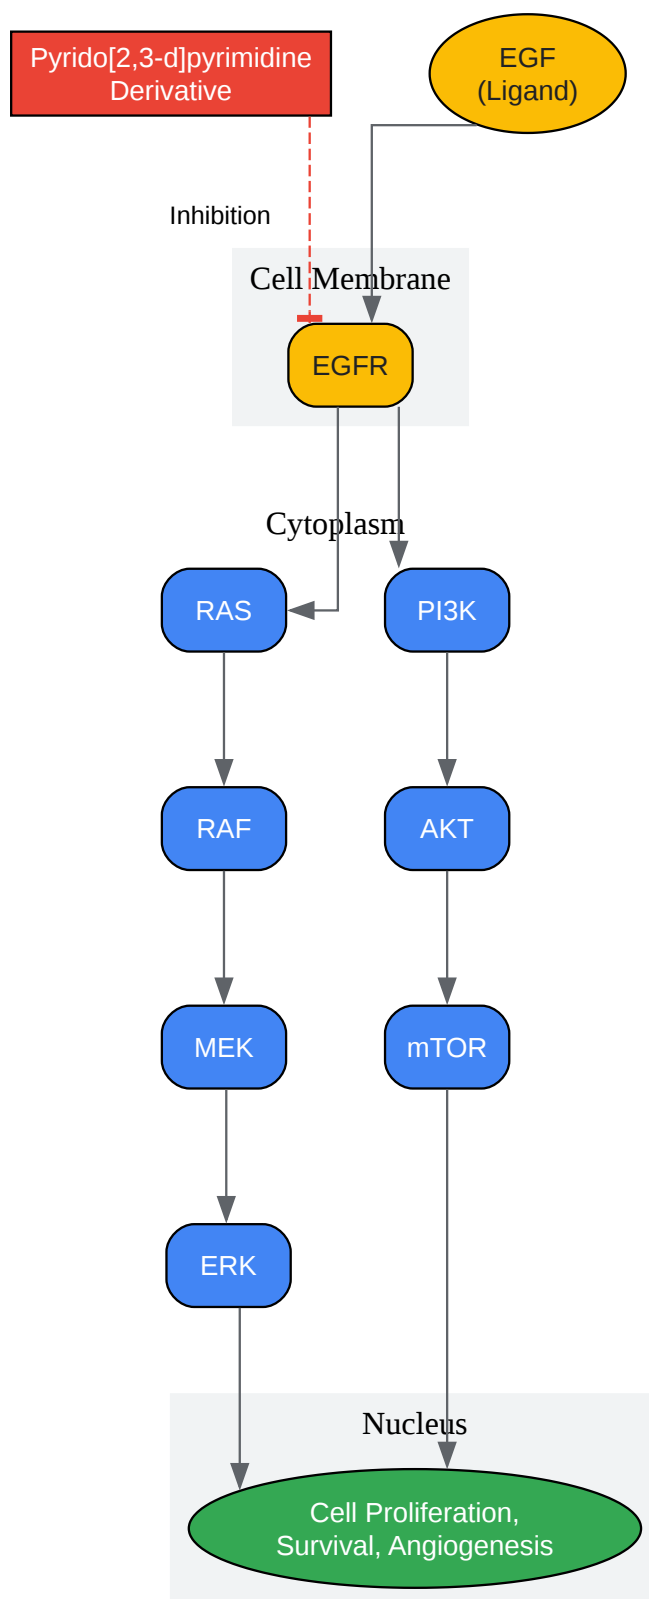 Pyrido[2,3-d]pyrimidine
Derivative
EGF
(Ligand)
Inhibition
Cell Membrane
EGFR
Cytoplasm
RAS
PI3K
RAF
AKT
MEK
mTOR
ERK
Nucleus
Cell Proliferation,
Survival, Angiogenesis